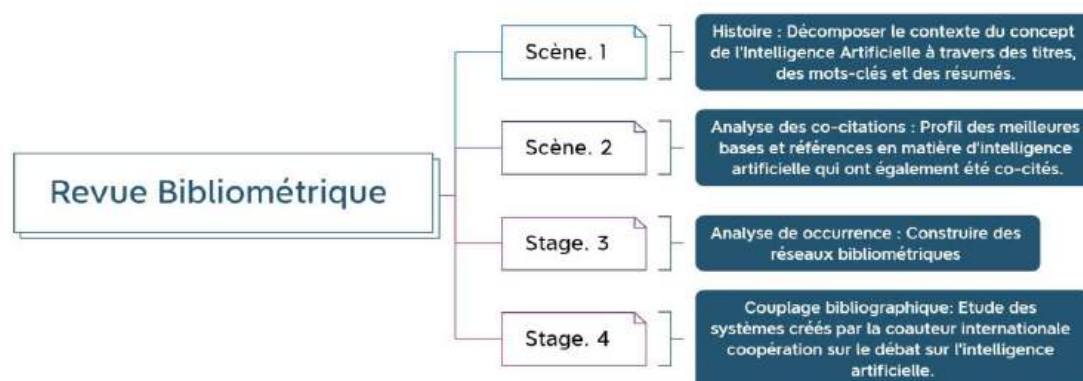 Revue Bibliométrique
Scène. 1
Histoire : Décomposer le contexte du concept
de l'Intelligence Artificielle à travers des titres,
des mots-clés et des résumés.
Scène. 2
Analyse des co-citations : Profil des meilleures
bases et références en matière d'intelligence
artificielle qui ont également été co-cités.
Stage. 3
Analyse de occurrence : Construire des
réseaux bibliométriques
Stage. 4
Couplage bibliographique: Etude des
systèmes créés par la coauteur internationale
coopération sur le débat sur l'intelligence
artificielle.